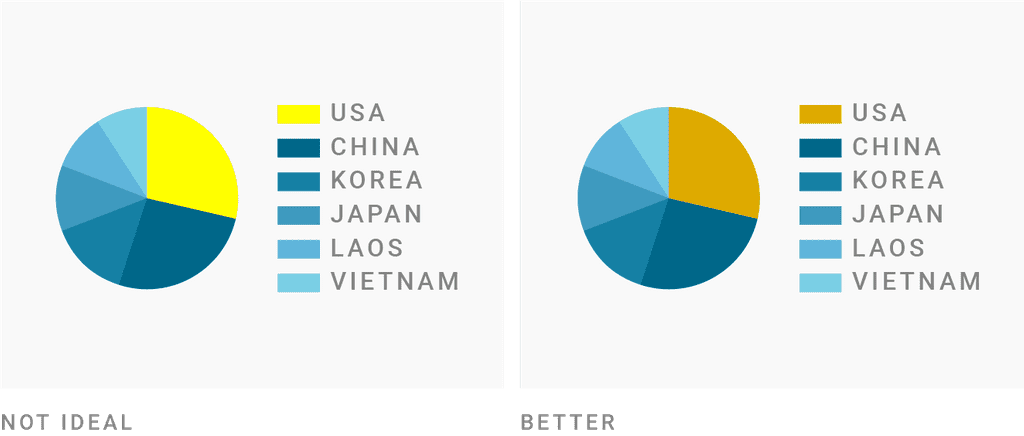 USA
CHINA
KOREA
JAPAN
LAOS
VIETNAM
NOT IDEAL
USA
CHINA
KOREA
JAPAN
LAOS
VIETNAM
BETTER